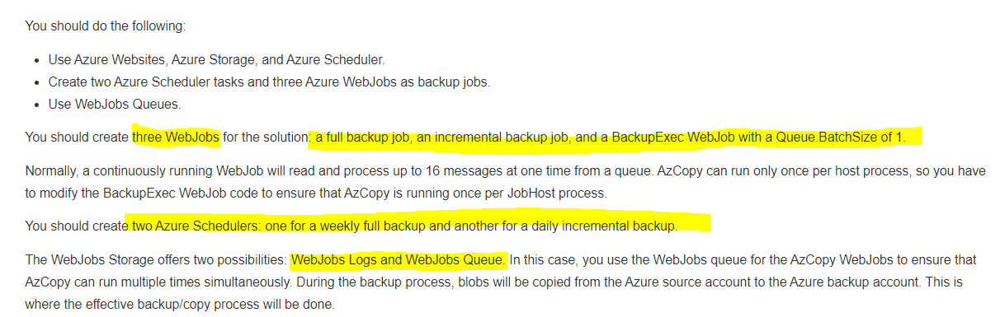 You should do the following:
• Use Azure Websites, Azure Storage, and Azure Scheduler.
• Create two Azure Scheduler tasks and three Azure WebJobs as backup jobs.
• Use WebJobs Queues.
You should create three WebJobs for the solution: a full backup job, an incremental backup job, and a BackupExec WebJob with a Queue.BatchSize of 1.
Normally, a continuously running WebJob will read and process up to 16 messages at one time from a queue. AzCopy can run only once per host process, so you have
to modify the BackupExec WebJob code to ensure that AzCopy is running once per JobHost process.
You should create two Azure Schedulers: one for a weekly full backup and another for a daily incremental backup.
The WebJobs Storage offers two possibilities: WebJobs Logs and WebJobs Queue. In this case, you use the WebJobs queue for the AzCopy WebJobs to ensure that
AzCopy can run multiple times simultaneously. During the backup process, blobs will be copied from the Azure source account to the Azure backup account. This is
where the effective backup/copy process will be done.